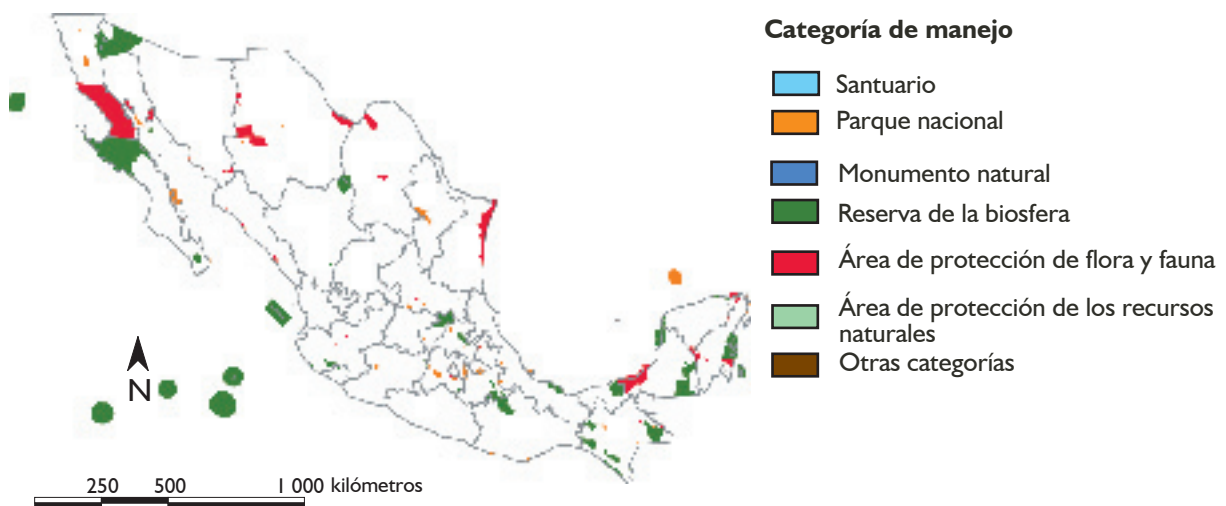 Categoría de manejo
Santuario
Parque nacional
Monumento natural
Reserva de la biosfera
Área de protección de flora y fauna
Área de protección de los recursos
naturales
Otras categorías
N
250 500 1 000 kilómetros